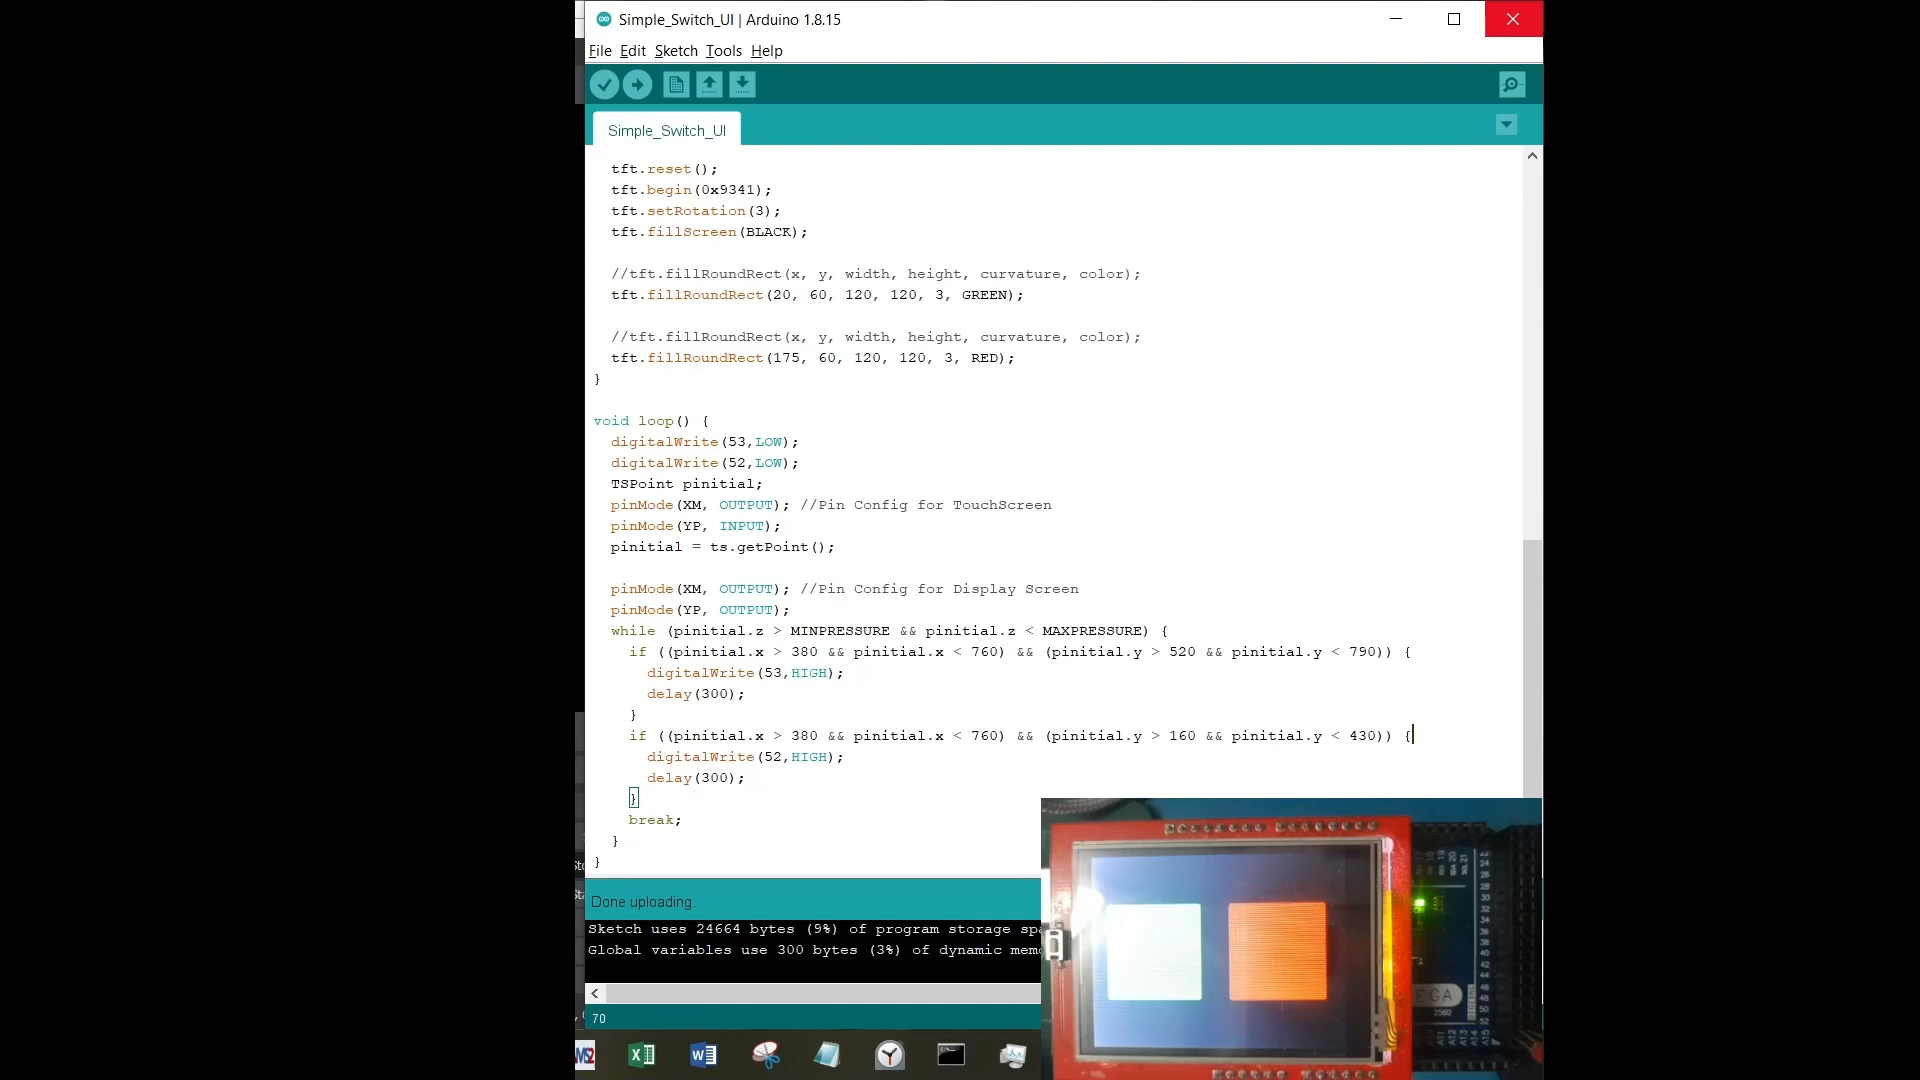 Simple_Switch_UI | Arduino 1.8.15
File Edit Sketch Tools Help
Simple_Switch_UI
tft.reset();
tft.begin(0x9341);
tft.setRotation(3);
tft.fillScreen(BLACK);
//tft.fillRoundRect(x, y, width, height, curvature, color);
tft.fillRoundRect(20, 60, 120, 120, 3, GREEN);
//tft.fillRoundRect(x, y, width, height, curvature, color);
tft.fillRoundRect(175, 60, 120, 120, 3, RED);
}
void loop() {
digitalWrite(53,LOW);
digitalWrite(52,LOW);
TSPoint pinitial;
pinMode(XM, OUTPUT); //Pin Config for TouchScreen
pinMode(YP, INPUT);
pinitial = ts.getPoint();
pinMode(XM, OUTPUT); //Pin Config for Display Screen
pinMode(YP, OUTPUT);
while (pinitial.z > MINPRESSURE && pinitial.z < MAXPRESSURE) {
if ((pinitial.x > 380 && pinitial.x < 760) && (pinitial.y > 520 && pinitial.y < 790)) {
digitalWrite(53,HIGH);
delay(300);
}
if ((pinitial.x > 380 && pinitial.x < 760) && (pinitial.y > 160 && pinitial.y < 430)) {
digitalWrite(52,HIGH);
delay(300);
}
break;
}
}
Done uploading.
Sketch uses 24664 bytes (9%) of program storage spa
Global variables use 300 bytes (3%) of dynamic mem
70